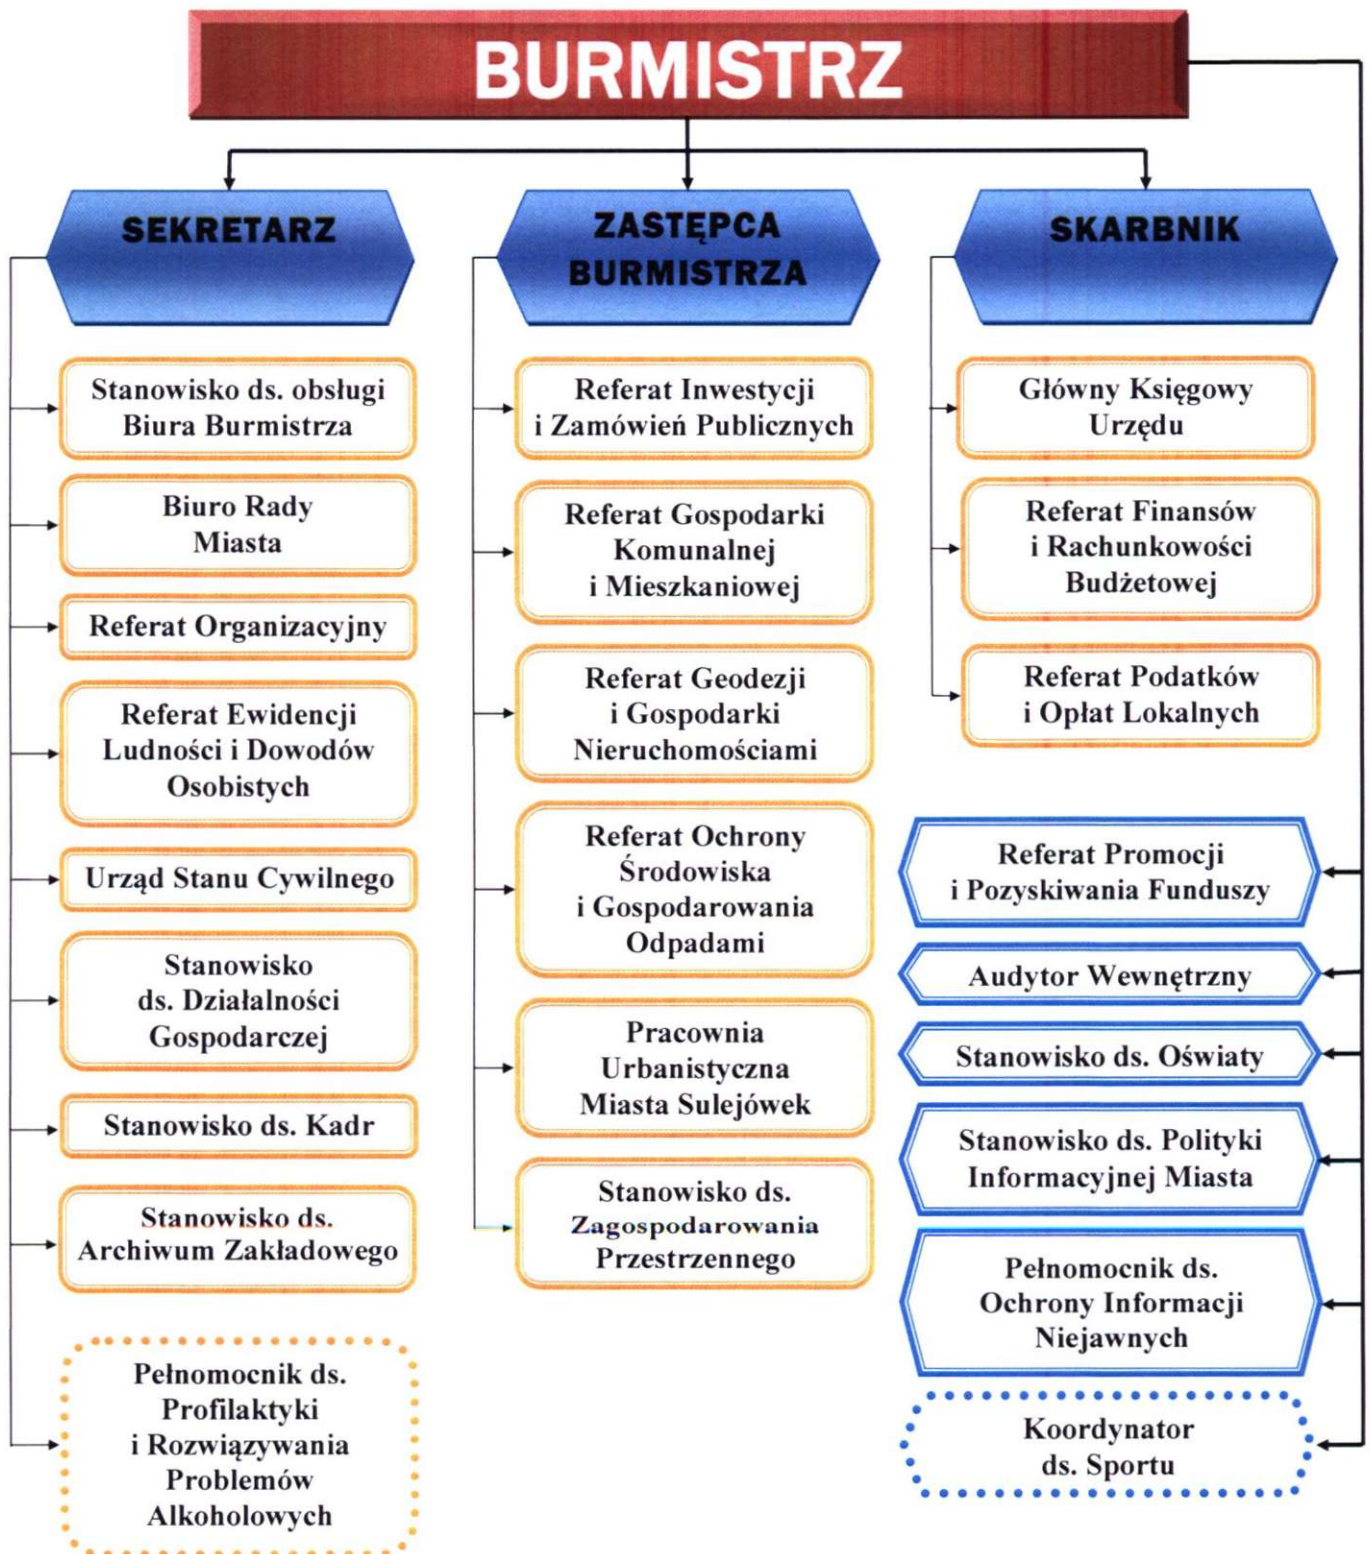 BURMISTRZ
SEKRETARZ
Stanowisko ds. obsługi
Biura Burmistrza
Biuro Rady
Miasta
Referat Organizacyjny
Referat Ewidencji
Ludności i Dowodów
Osobistych
Urząd Stanu Cywilnego
Stanowisko
ds. Działalności
Gospodarczej
Stanowisko ds. Kadr
Stanowisko ds.
Archiwum Zakładowego
Pełnomocnik ds.
Profilaktyki
i Rozwiązywania
Problemów
Alkoholowych
ZASTĘPCA
BURMISTRZA
Referat Inwestycji
i Zamówień Publicznych
Referat Gospodarki
Komunalnej
i Mieszkaniowej
Referat Geodezji
i Gospodarki
Nieruchomościami
Referat Ochrony
Środowiska
i Gospodarowania
Odpadami
Pracownia
Urbanistyczna
Miasta Sulejówek
Stanowisko ds.
Zagospodarowania
Przestrzennego
SKARBNIK
Główny Księgowy
Urzędu
Referat Finansów
i Rachunkowości
Budżetowej
Referat Podatków
i Opłat Lokalnych
Referat Promocji
i Pozyskiwania Funduszy
Audytor Wewnętrzny
Stanowisko ds. Oświaty
Stanowisko ds. Polityki
Informacyjnej Miasta
Pełnomocnik ds.
Ochrony Informacji
Niejawnych
Koordynator
ds. Sportu